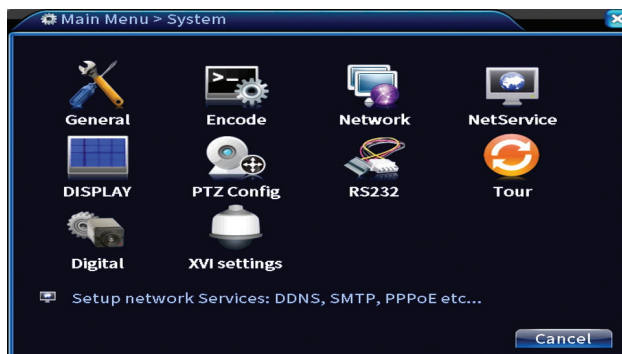 Main Menu > System
General Encode Network NetService
DISPLAY PTZ Config RS232 Tour
Digital XVI settings
Setup network Services: DDNS, SMTP, PPPoE etc...
Cancel